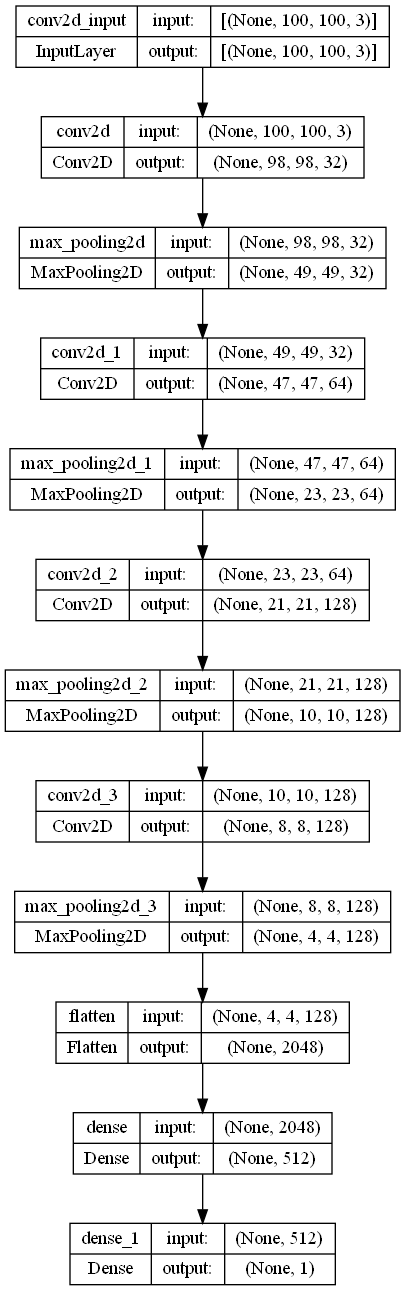 conv2d_input input: [(None, 100, 100, 3)]
InputLayer output: [(None, 100, 100, 3)]
conv2d input: (None, 100, 100, 3)
Conv2D output: (None, 98, 98, 32)
max_pooling2d input: (None, 98, 98, 32)
MaxPooling2D output: (None, 49, 49, 32)
conv2d_1 input: (None, 49, 49, 32)
Conv2D output: (None, 47, 47, 64)
max_pooling2d_1 input: (None, 47, 47, 64)
MaxPooling2D output: (None, 23, 23, 64)
conv2d_2 input: (None, 23, 23, 64)
Conv2D output: (None, 21, 21, 128)
max_pooling2d_2 input: (None, 21, 21, 128)
MaxPooling2D output: (None, 10, 10, 128)
conv2d_3 input: (None, 10, 10, 128)
Conv2D output: (None, 8, 8, 128)
max_pooling2d_3 input: (None, 8, 8, 128)
MaxPooling2D output: (None, 4, 4, 128)
flatten input: (None, 4, 4, 128)
Flatten output: (None, 2048)
dense input: (None, 2048)
Dense output: (None, 512)
dense_1 input: (None, 512)
Dense output: (None, 1)